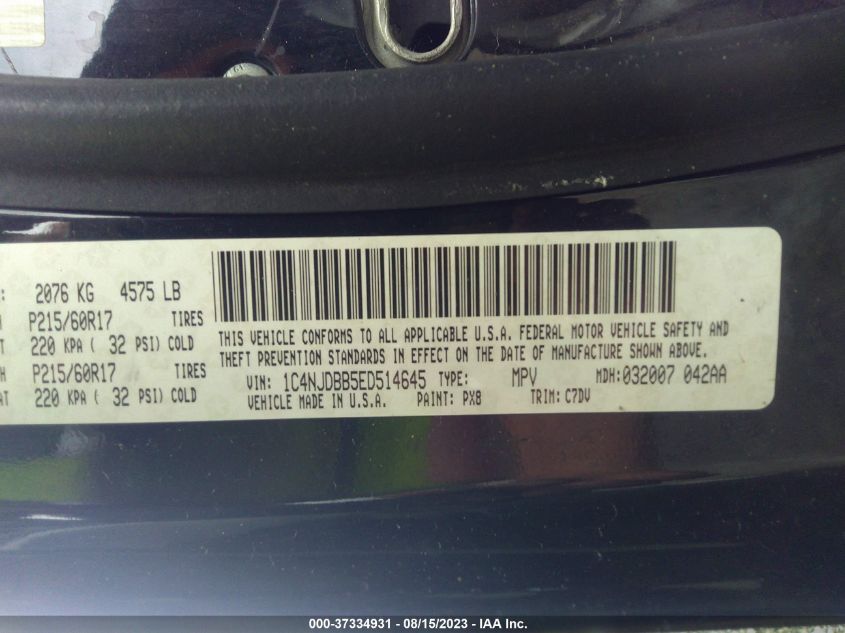 : 2076 KG 4575 LB
P215/60R17 TIRES
220 KPA ( 32 PSI) COLD
P215/60R17 TIRES
220 KPA ( 32 PSI) COLD
THIS VEHICLE CONFORMS TO ALL APPLICABLE U.S.A. FEDERAL MOTOR VEHICLE SAFETY AND
THEFT PREVENTION STANDARDS IN EFFECT ON THE DATE OF MANUFACTURE SHOWN ABOVE.
VIN: 1C4NJDBB5ED514645 TYPE: MPV MDH:032007 042AA
VEHICLE MADE IN U.S.A. PAINT: PX8 TRIM: C7DV
000-37334931 - 08/15/2023 - IAA Inc.